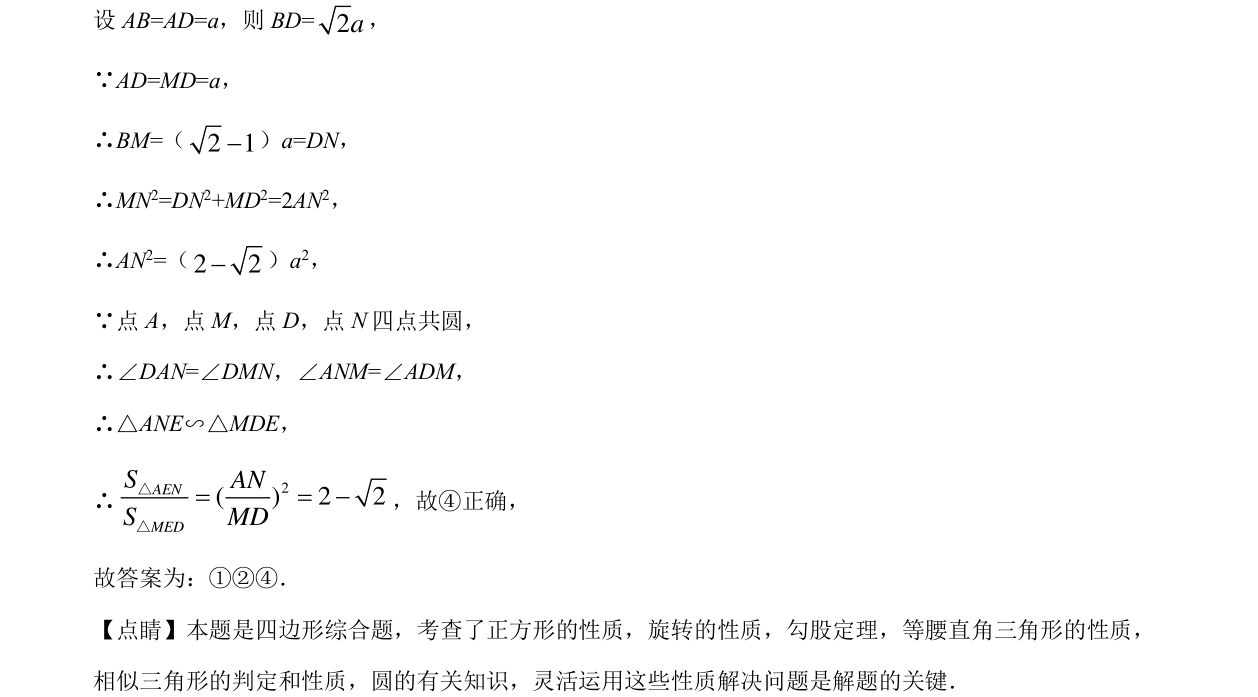 设 AB=AD=a，则 BD=√2a，
∵AD=MD=a，
∴BM=（√2−1）a=DN，
∴MN²=DN²+MD²=2AN²，
∴AN²=（2−√2）a²，
∵点 A，点 M，点 D，点 N 四点共圆，
∴∠DAN=∠DMN，∠ANM=∠ADM，
∴△ANE∽△MDE，
∴S△AEN/S△MED=(AN/MD)²=2−√2，故④正确，
故答案为：①②④．
【点睛】本题是四边形综合题，考查了正方形的性质，旋转的性质，勾股定理，等腰直角三角形的性质，
相似三角形的判定和性质，圆的有关知识，灵活运用这些性质解决问题是解题的关键．